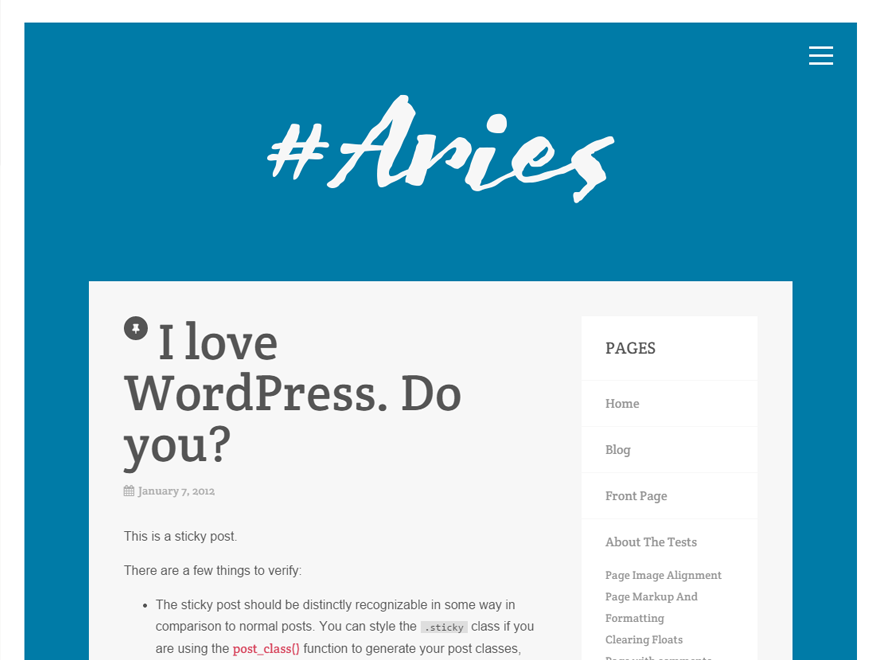 #Aries
I love
WordPress. Do
you?
January 7, 2012
This is a sticky post.
There are a few things to verify:
The sticky post should be distinctly recognizable in some way in
comparison to normal posts. You can style the .sticky class if you
are using the post_class() function to generate your post classes,
PAGES
Home
Blog
Front Page
About The Tests
Page Image Alignment
Page Markup And
Formatting
Clearing Floats
Page with comments